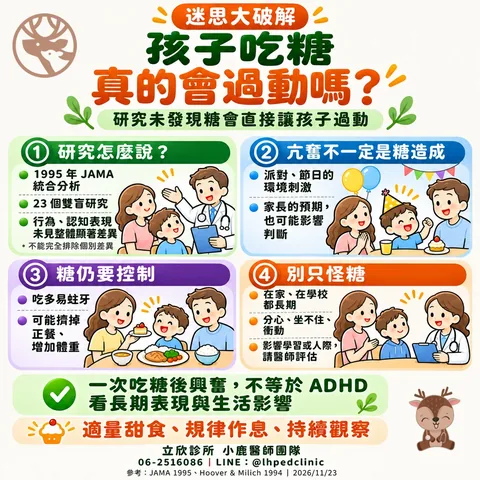 迷思大破解
孩子吃糖
真的會過動嗎？
研究未發現糖會直接讓孩子過動
1 研究怎麼說？
1995 年 JAMA
統合分析
23 個雙盲研究
行為、認知表現
未見整體顯著差異
*不能完全排除個別差異
2 亢奮不一定是糖造成
派對、節日的
環境刺激
家長的預期，
也可能影響
判斷
3 糖仍要控制
吃多易蛀牙
可能擠掉
正餐、
增加體重
4 別只怪糖
在家、在學校
都長期
分心、坐不住、
衝動
影響學習或人際，
請醫師評估
一次吃糖後興奮，不等於 ADHD
看長期表現與生活影響
適量甜食、規律作息、持續觀察
立欣診所 小鹿醫師團隊
06-2516086｜LINE：@lhpedclinic
參考：JAMA 1995、Hoover & Milich 1994｜2026/11/23